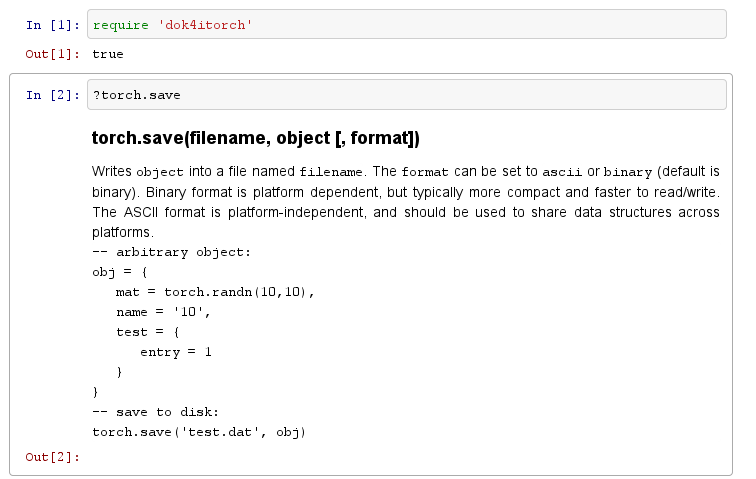 In [1]: require 'dok4itorch'
Out[1]: true
In [2]: ?torch.save
torch.save(filename, object [, format])
Writes object into a file named filename. The format can be set to ascii or binary (default is
binary). Binary format is platform dependent, but typically more compact and faster to read/write.
The ASCII format is platform-independent, and should be used to share data structures across
platforms.
-- arbitrary object:
obj = {
   mat = torch.randn(10,10),
   name = '10',
   test = {
      entry = 1
   }
}
-- save to disk:
torch.save('test.dat', obj)
Out[2]: